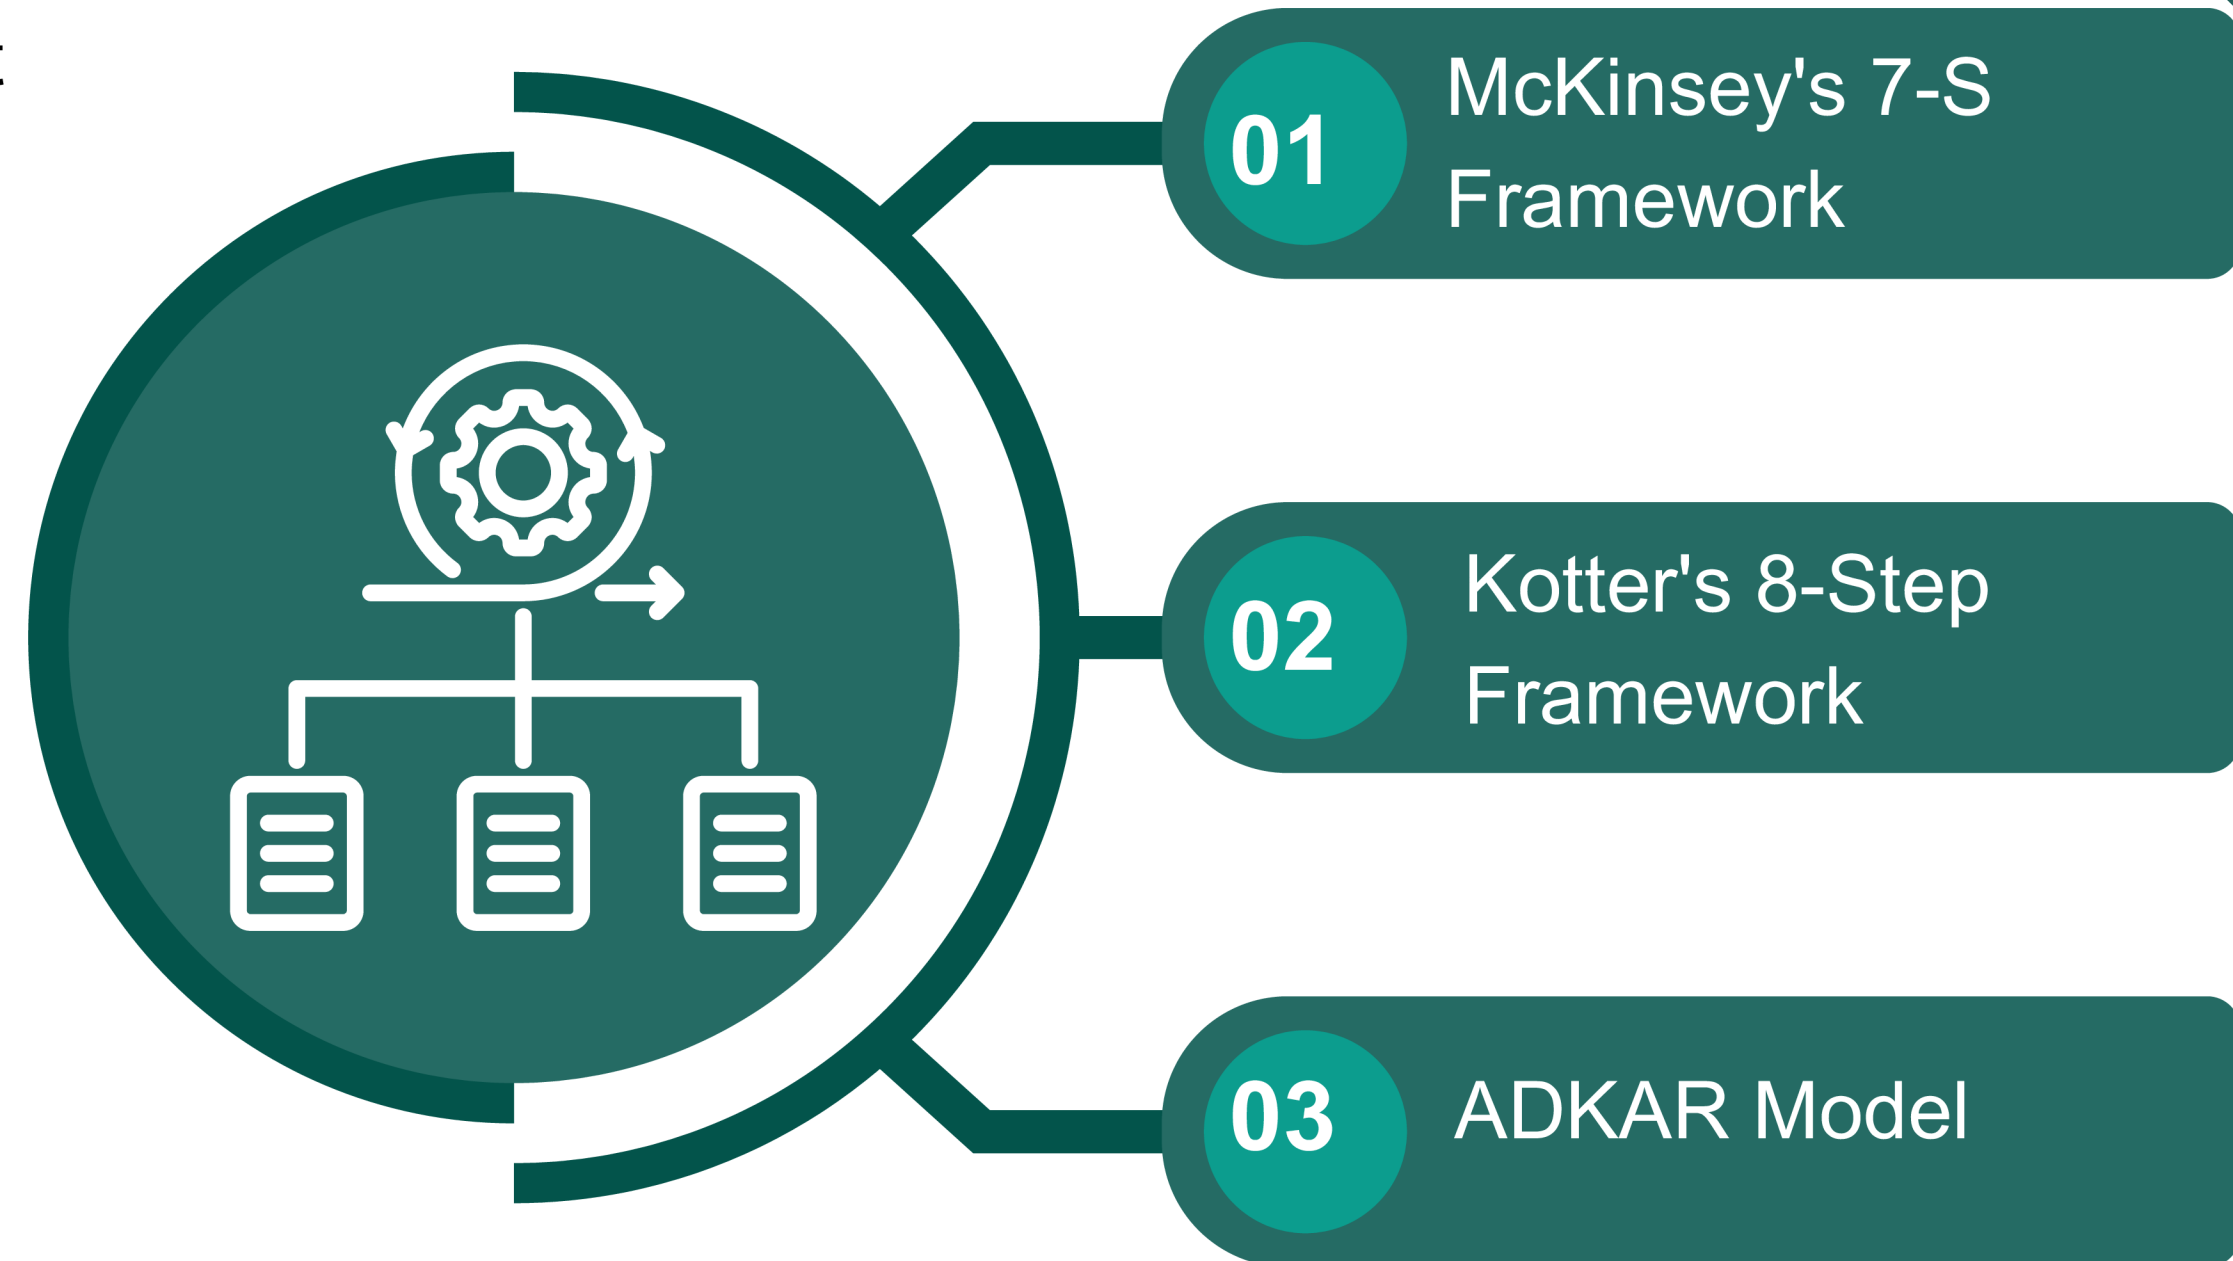 01
McKinsey's 7-S
Framework
02
Kotter's 8-Step
Framework
03
ADKAR Model